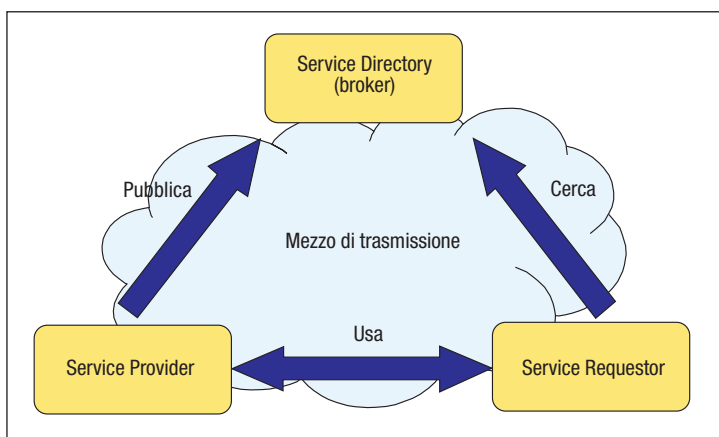 Service Directory
(broker)
Pubblica
Cerca
Mezzo di trasmissione
Usa
Service Provider
Service Requestor